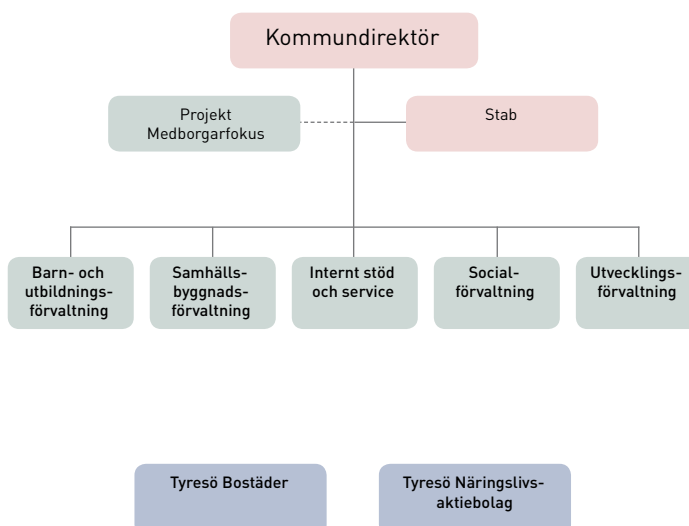 Kommundirektör
Projekt
Medborgarfokus
Stab
Barn- och
utbildnings-
förvaltning
Samhälls-
byggnads-
förvaltning
Internt stöd
och service
Social-
förvaltning
Utvecklings-
förvaltning
Tyresö Bostäder
Tyresö Näringslivs-
aktiebolag